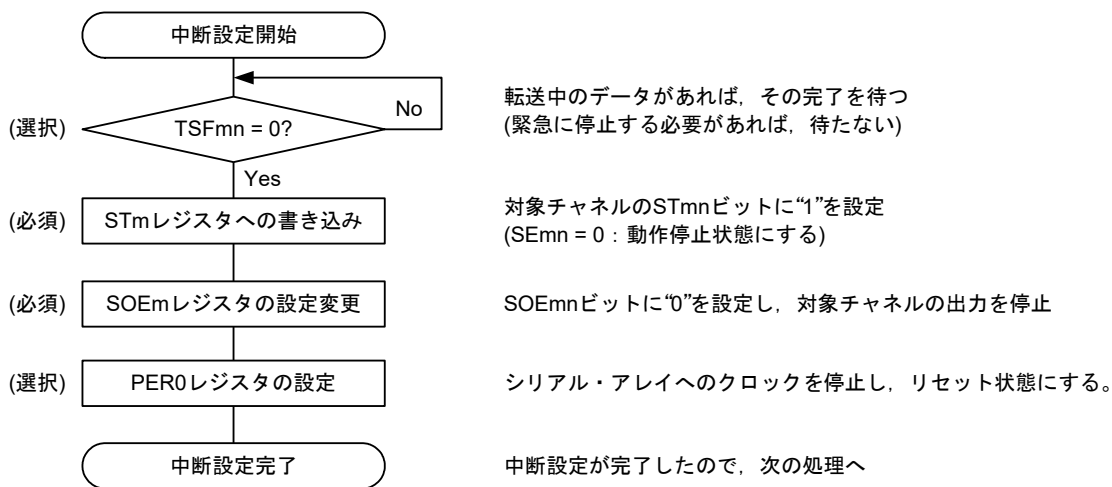 中断設定開始
(選択)
TSFmn = 0?
No
転送中のデータがあれば，その完了を待つ
(緊急に停止する必要があれば，待たない)
Yes
(必須)
STmレジスタへの書き込み
対象チャネルのSTmnビットに“1”を設定
(SEmn = 0：動作停止状態にする)
(必須)
SOEmレジスタの設定変更
SOEmnビットに“0”を設定し，対象チャネルの出力を停止
(選択)
PER0レジスタの設定
シリアル・アレイへのクロックを停止し，リセット状態にする。
中断設定完了
中断設定が完了したので，次の処理へ